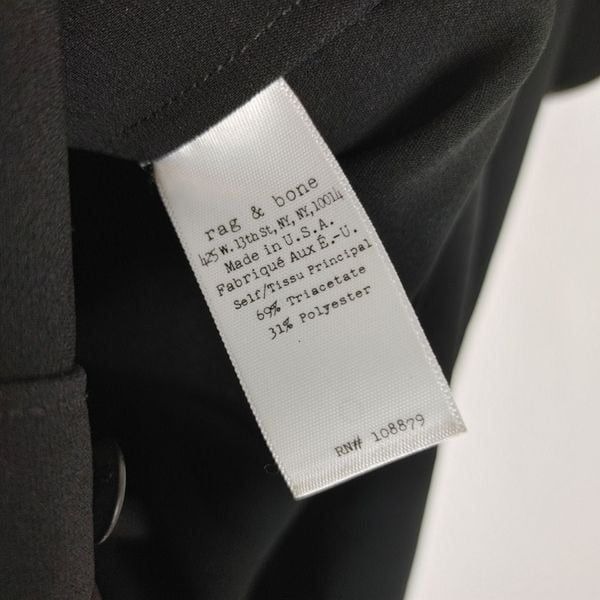 rag & bone
425 W. 13th St, NY, NY, 10014
Made in U.S.A.
Fabriqué Aux É.-U.
Self/Tissu Principal
69% Triacetate
31% Polyester
RN# 108879